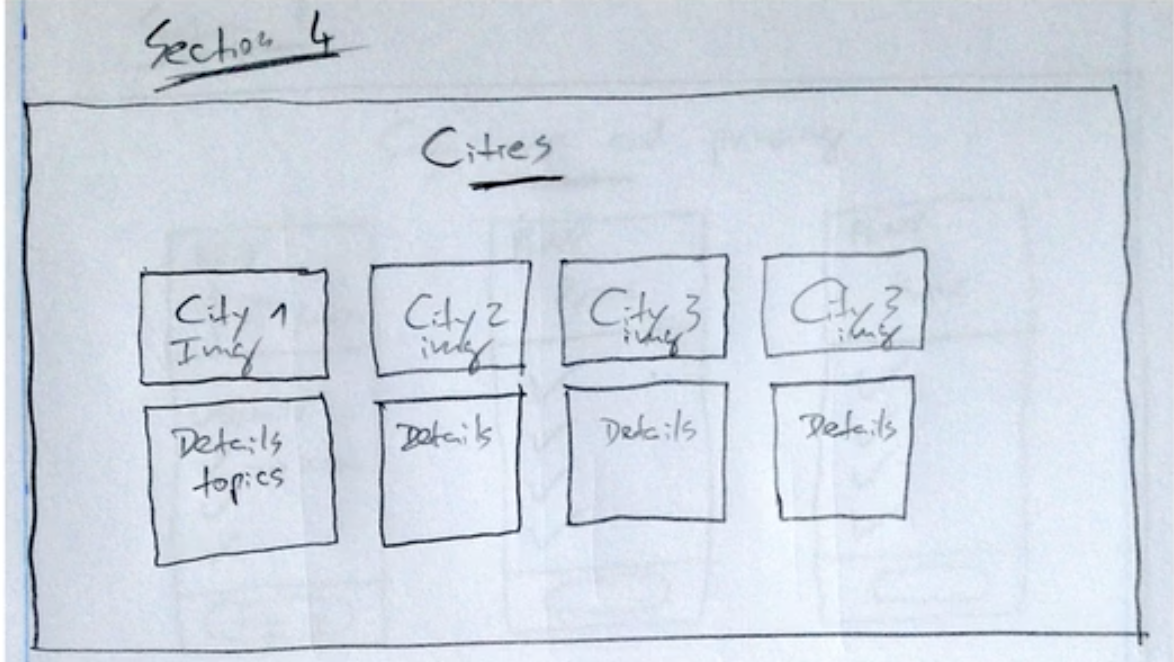 Section 4
Cities
City 1
Img
City 2
img
City 3
img
City 3
img
Details
topics
Details
Details
Details